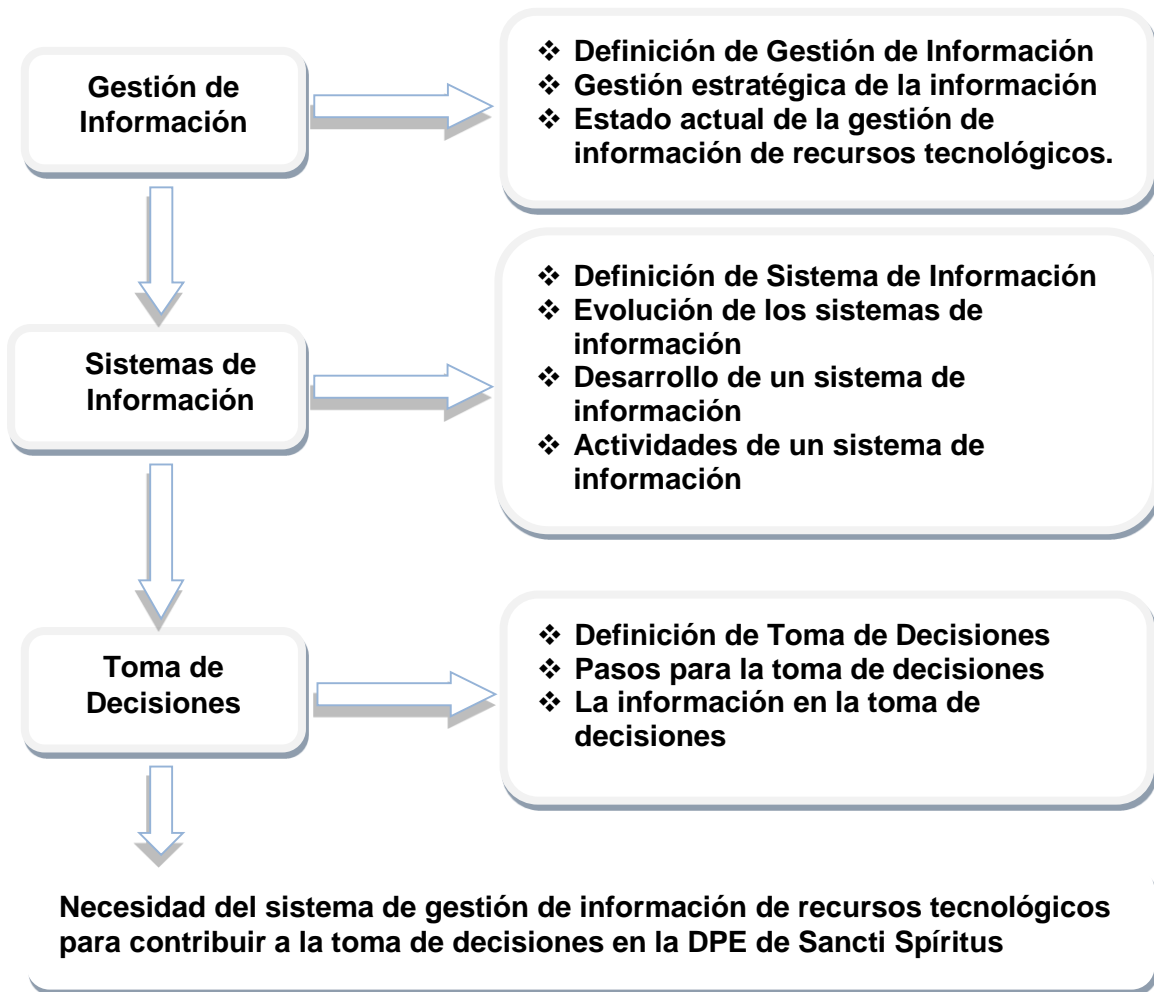 Gestión de
Información
❖ Definición de Gestión de Información
❖ Gestión estratégica de la información
❖ Estado actual de la gestión de
información de recursos tecnológicos.
Sistemas de
Información
❖ Definición de Sistema de Información
❖ Evolución de los sistemas de
información
❖ Desarrollo de un sistema de
información
❖ Actividades de un sistema de
información
Toma de
Decisiones
❖ Definición de Toma de Decisiones
❖ Pasos para la toma de decisiones
❖ La información en la toma de
decisiones
Necesidad del sistema de gestión de información de recursos tecnológicos
para contribuir a la toma de decisiones en la DPE de Sancti Spíritus